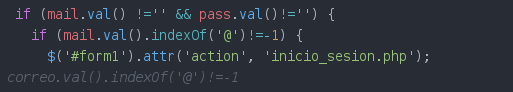 if (mail.val() !='' && pass.val()!='') {
if (mail.val().indexOf('@')!=-1) {
$('#form1').attr('action', 'inicio_sesion.php');
correo.val().indexOf('@')!=-1